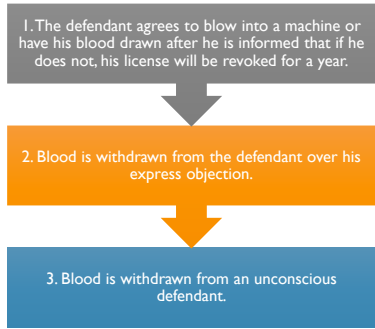 1. The defendant agrees to blow into a machine or
have his blood drawn after he is informed that if he
does not, his license will be revoked for a year.
2. Blood is withdrawn from the defendant over his
express objection.
3. Blood is withdrawn from an unconscious
defendant.